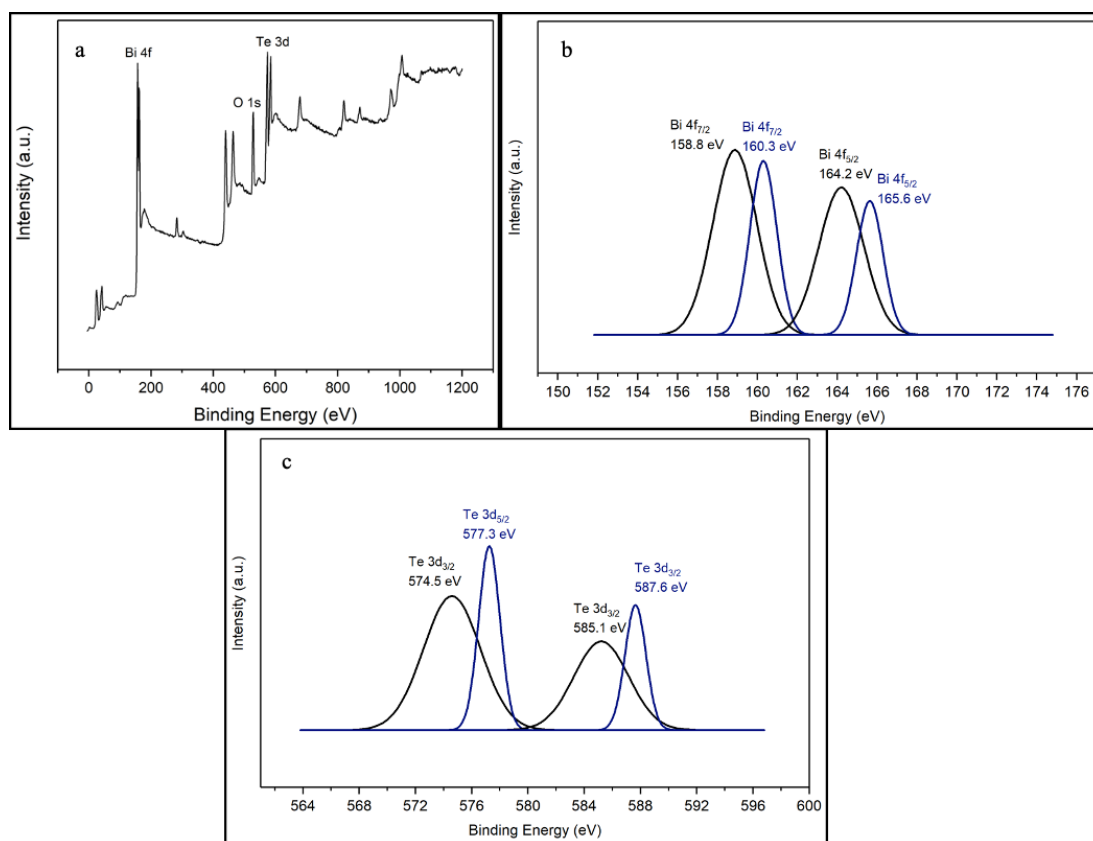 a
Bi 4f
Te 3d
O 1s
Intensity (a.u.)
0 200 400 600 800 1000 1200
Binding Energy (eV)
b
Bi 4f7/2
158.8 eV
Bi 4f7/2
160.3 eV
Bi 4f5/2
164.2 eV
Bi 4f5/2
165.6 eV
Intensity (a.u.)
150 152 154 156 158 160 162 164 166 168 170 172 174 176
Binding Energy (eV)
c
Te 3d3/2
574.5 eV
Te 3d5/2
577.3 eV
Te 3d3/2
585.1 eV
Te 3d3/2
587.6 eV
Intensity (a.u.)
564 568 572 576 580 584 588 592 596 600
Binding Energy (eV)